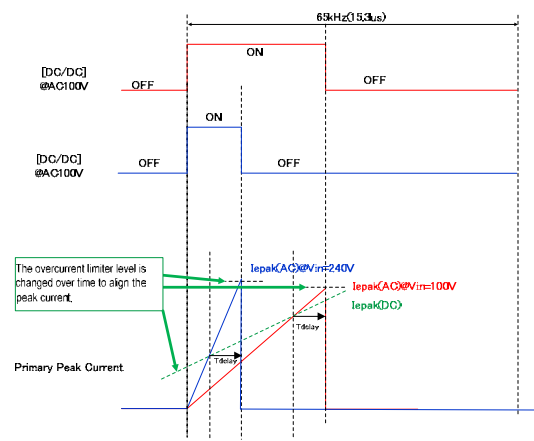 65kHz(15.3us)
ON
[DC/DC]
@AC100V
OFF
OFF
ON
[DC/DC]
@AC100V
OFF
OFF
The overcurrent limiter level is
changed over time to align the
peak current.
Iepak(AC)@Vin=240V
Iepak(AC)@Vin=100V
Iepak(DC)
Tdelay
Tdelay
Primary Peak Current